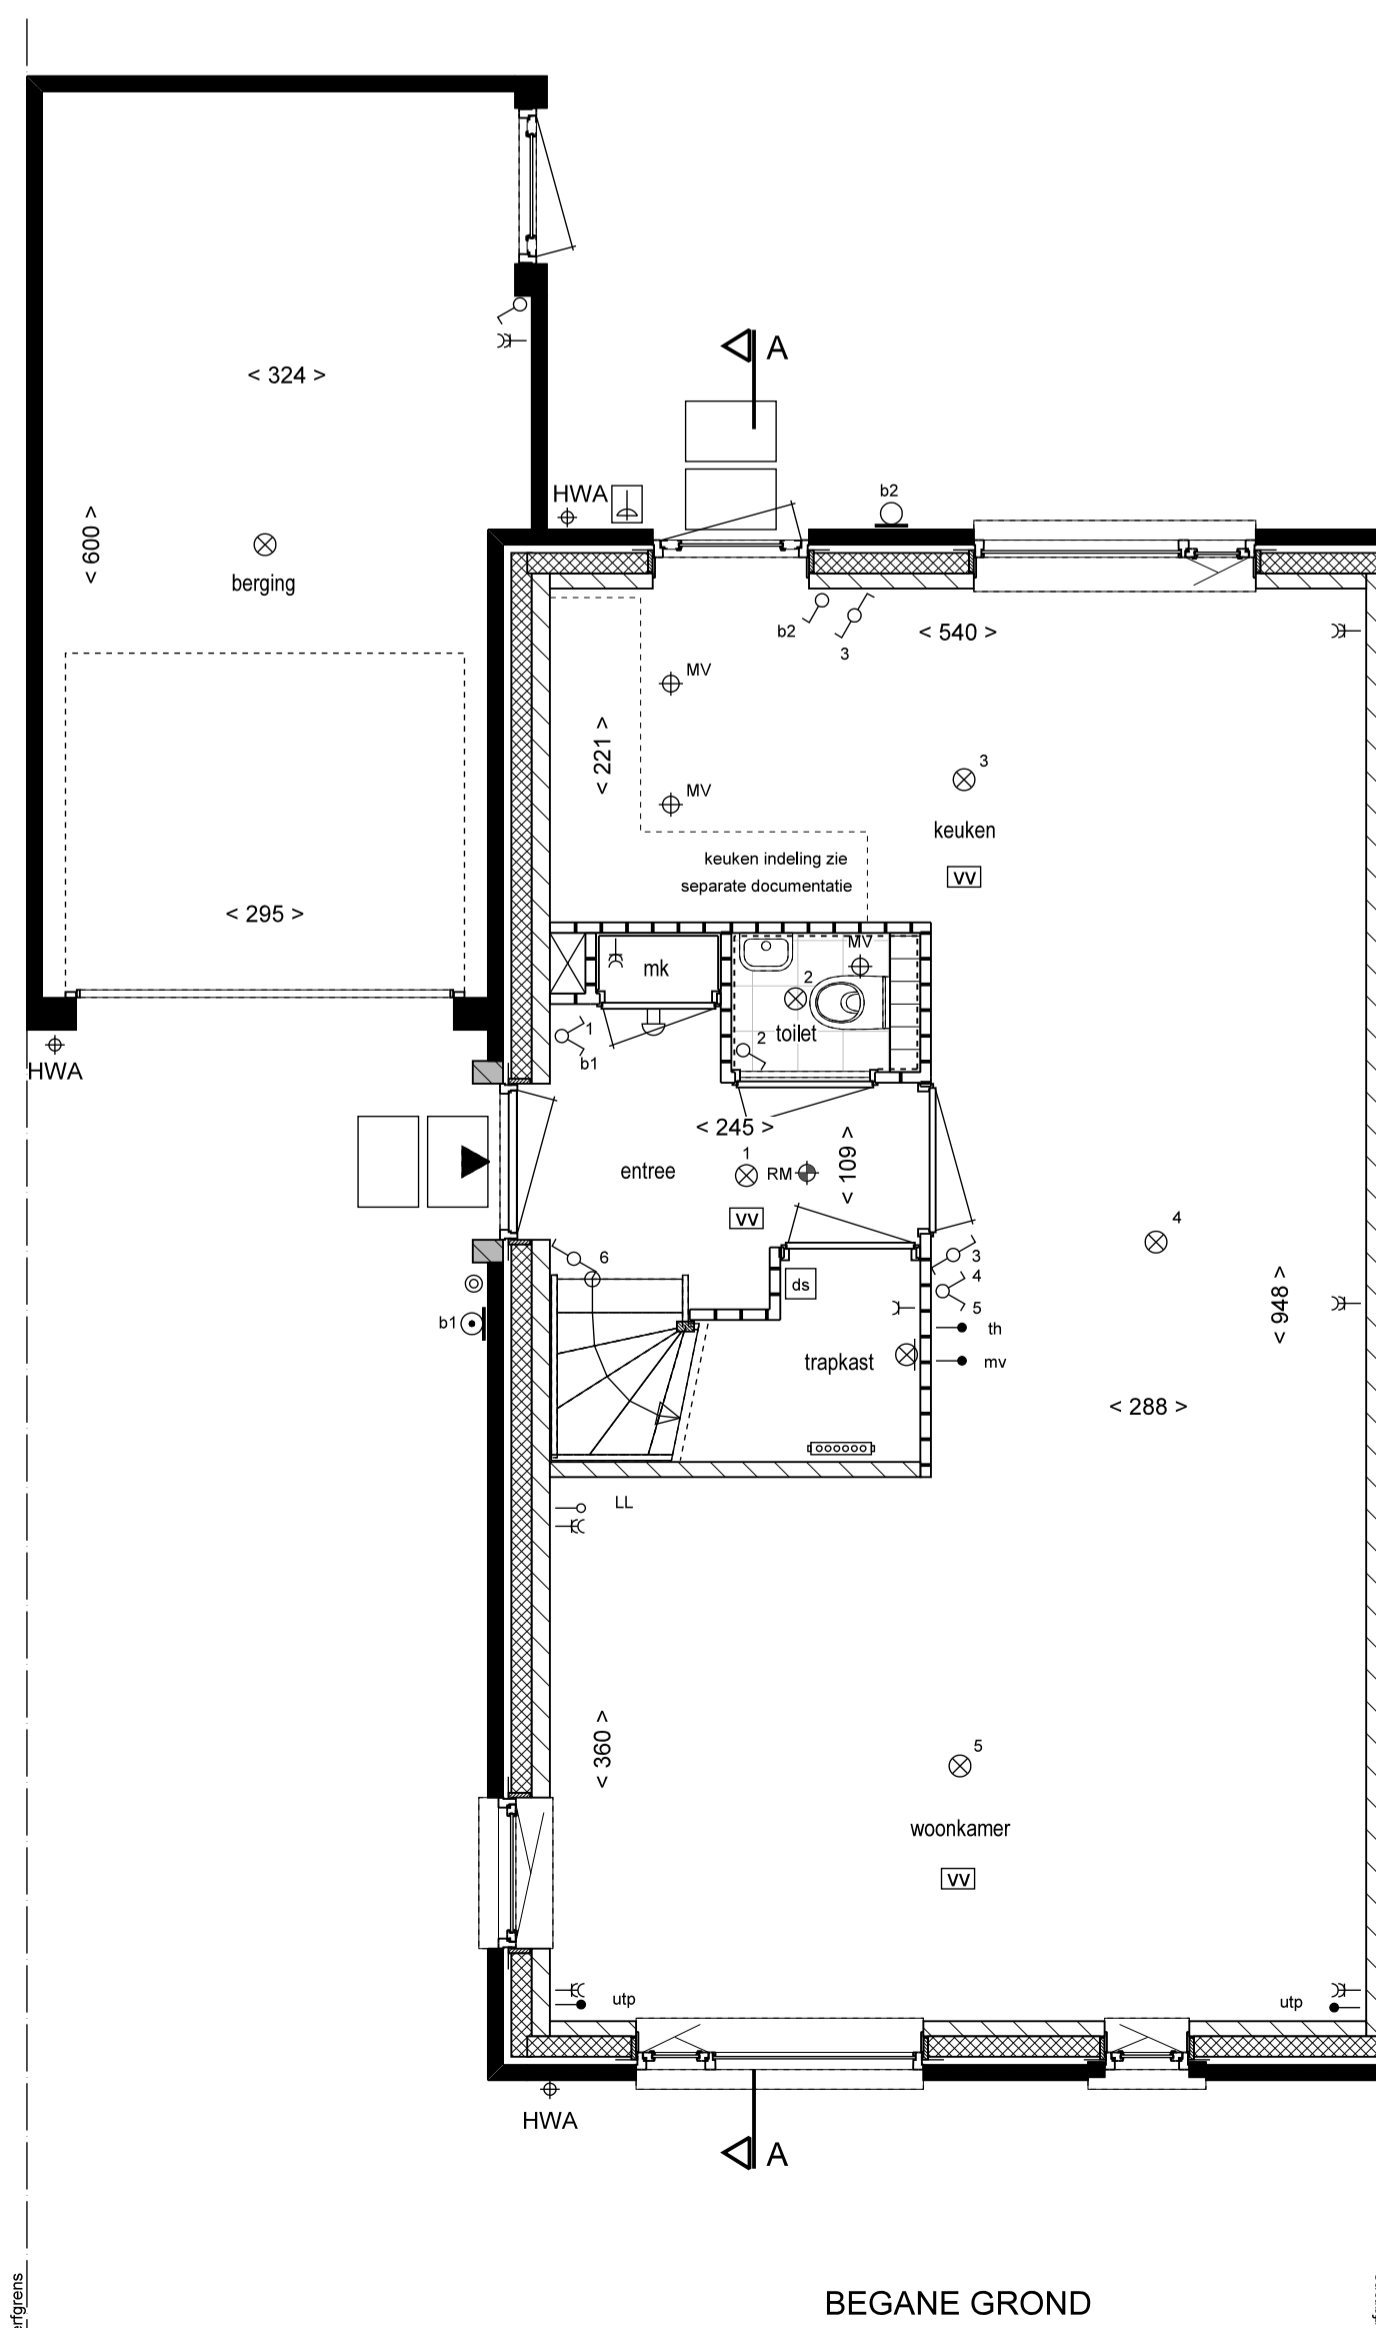 < 324 >
A
b2
HWA
< 600 >
berging
b2
3
< 540 >
MV
< 221 >
3
MV
keuken
keuken indeling zie
separate documentatie
VV
< 295 >
MV
mk
2
toilet
1
b1
2
HWA
< 245 >
< 109 >
1
entree
RM
VV
4
6
3
4
5
ds
< 948 >
b1
th
trapkast
mv
< 288 >
LL
< 360 >
5
woonkamer
VV
utp
utp
HWA
A
BEGANE GROND